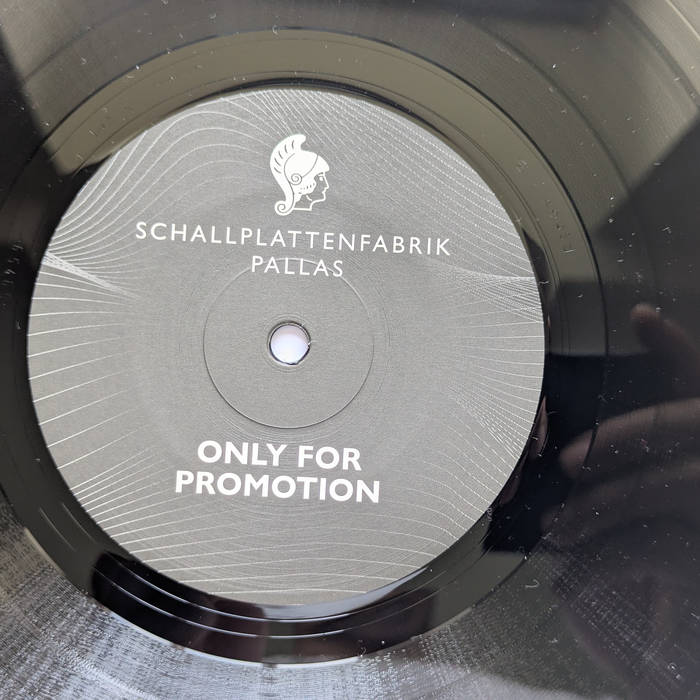 SCHALLPLATTENFABRIK
PALLAS
ONLY FOR
PROMOTION